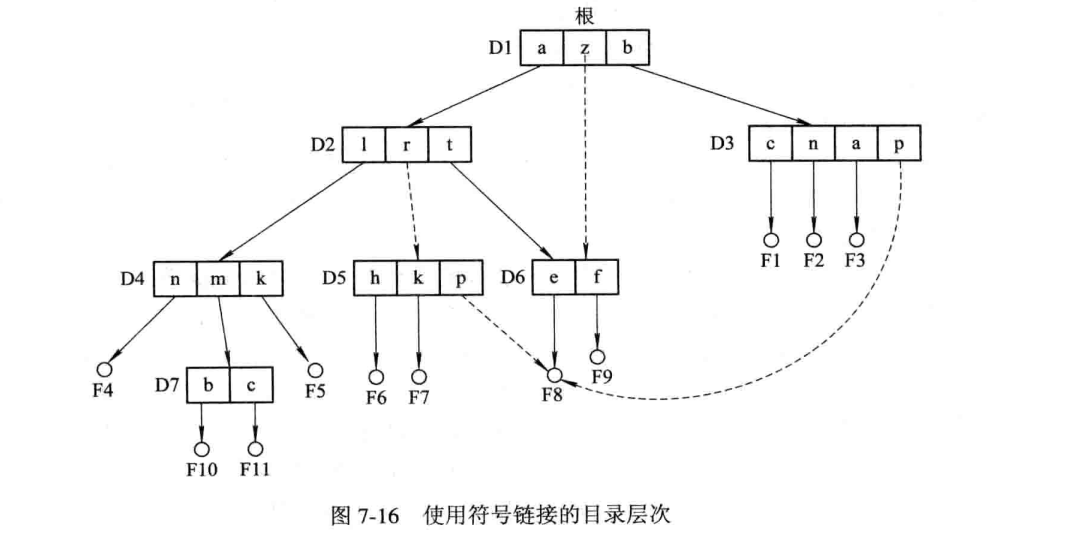 根
D1 a z b
D2 l r t
D3 c n a p
F1 F2 F3
D4 n m k
D5 h k p
D6 e f
F4
D7 b c
F5
F6 F7
F8
F9
F10 F11
图 7-16 使用符号链接的目录层次